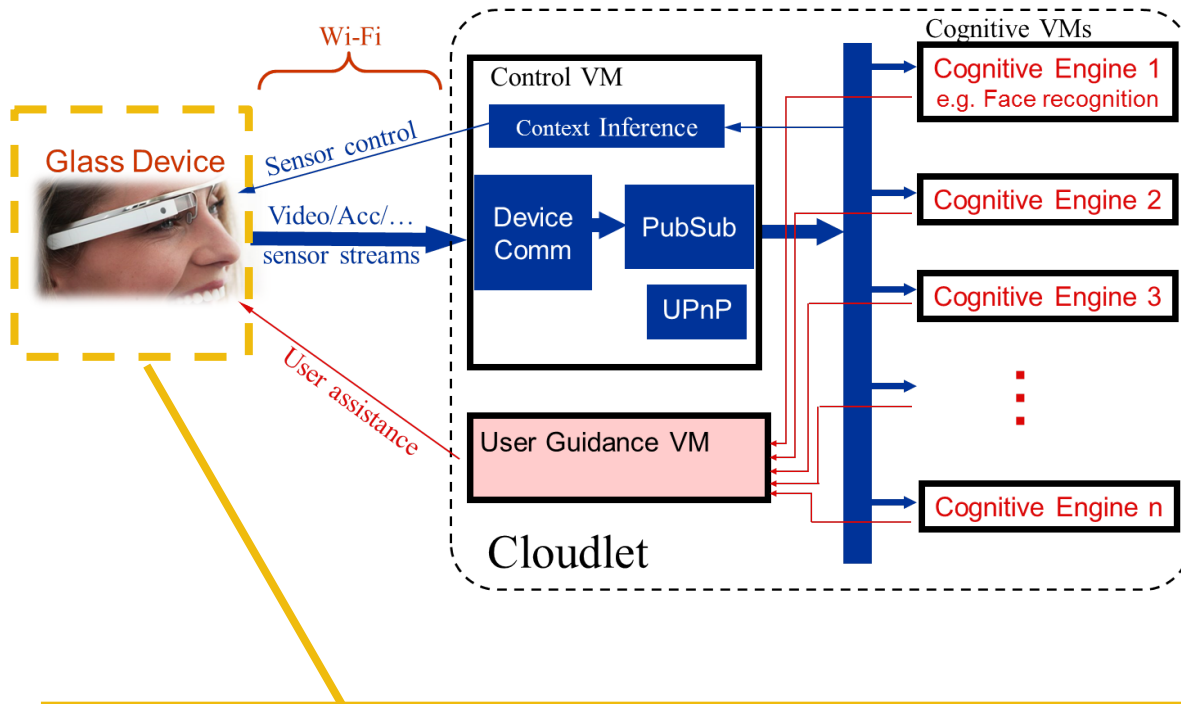 Wi-Fi
Cognitive VMs
Control VM
Cognitive Engine 1
e.g. Face recognition
Context Inference
Sensor control
Glass Device
Cognitive Engine 2
Video/Acc/…
sensor streams
Device
Comm
PubSub
Cognitive Engine 3
UPnP
User assistance
User Guidance VM
Cognitive Engine n
Cloudlet